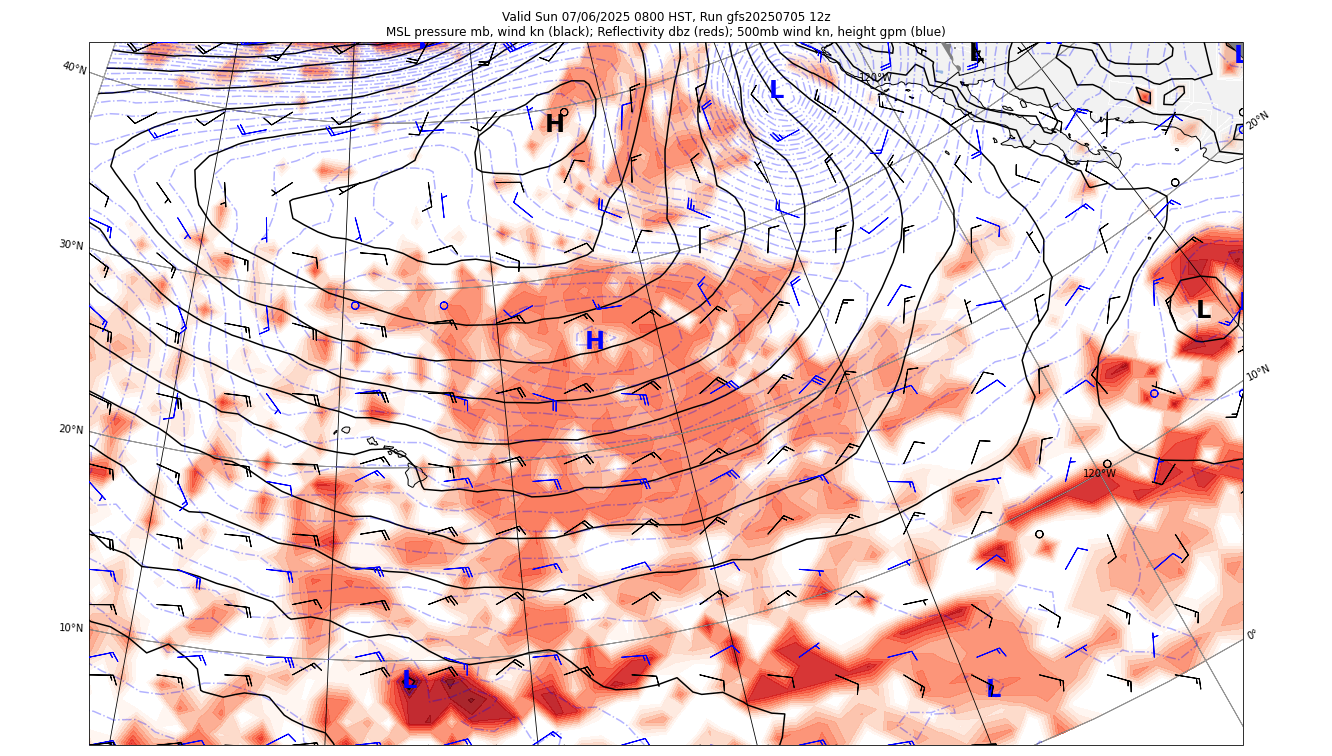 Valid Sun 07/06/2025 0800 HST, Run gfs20250705 12z
MSL pressure mb, wind kn (black); Reflectivity dbz (reds); 500mb wind kn, height gpm (blue)
L
L
40°N
120°W
L
H
20°N
30°N
L
H
10°N
20°N
120°W
10°N
0°
L
L